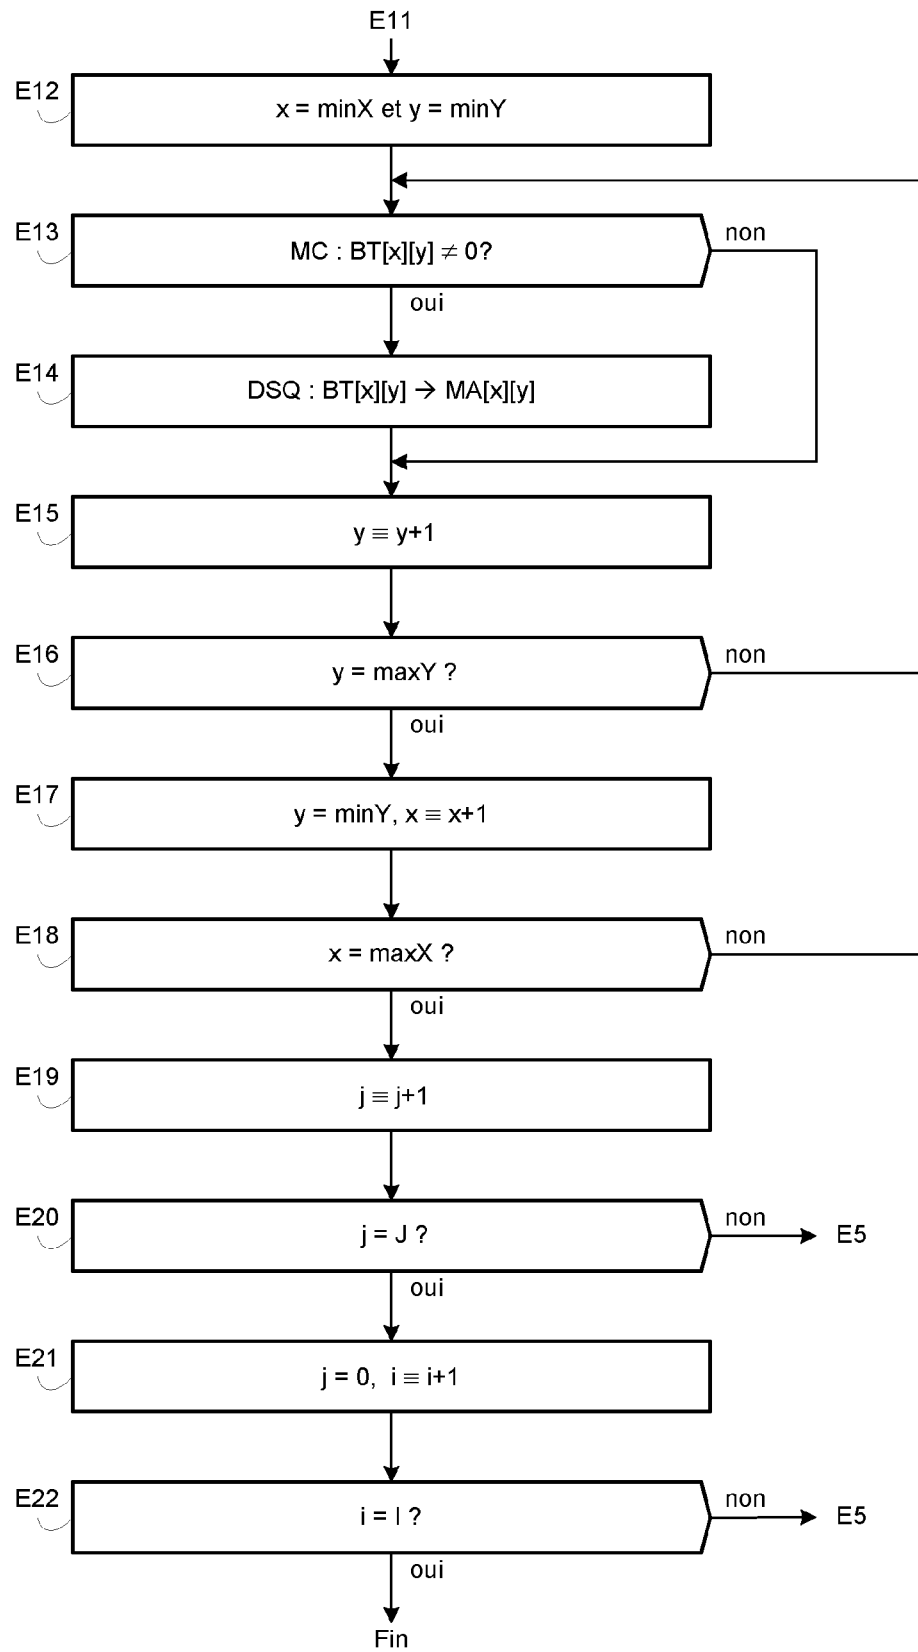 E11
E12
x = minX et y = minY
E13
MC : BT[x][y] ≠ 0?
non
oui
E14
DSQ : BT[x][y] → MA[x][y]
E15
y ≡ y+1
E16
y = maxY ?
non
oui
E17
y = minY, x ≡ x+1
E18
x = maxX ?
non
oui
E19
j ≡ j+1
E20
j = J ?
non
E5
oui
E21
j = 0, i ≡ i+1
E22
i = I ?
non
E5
oui
Fin